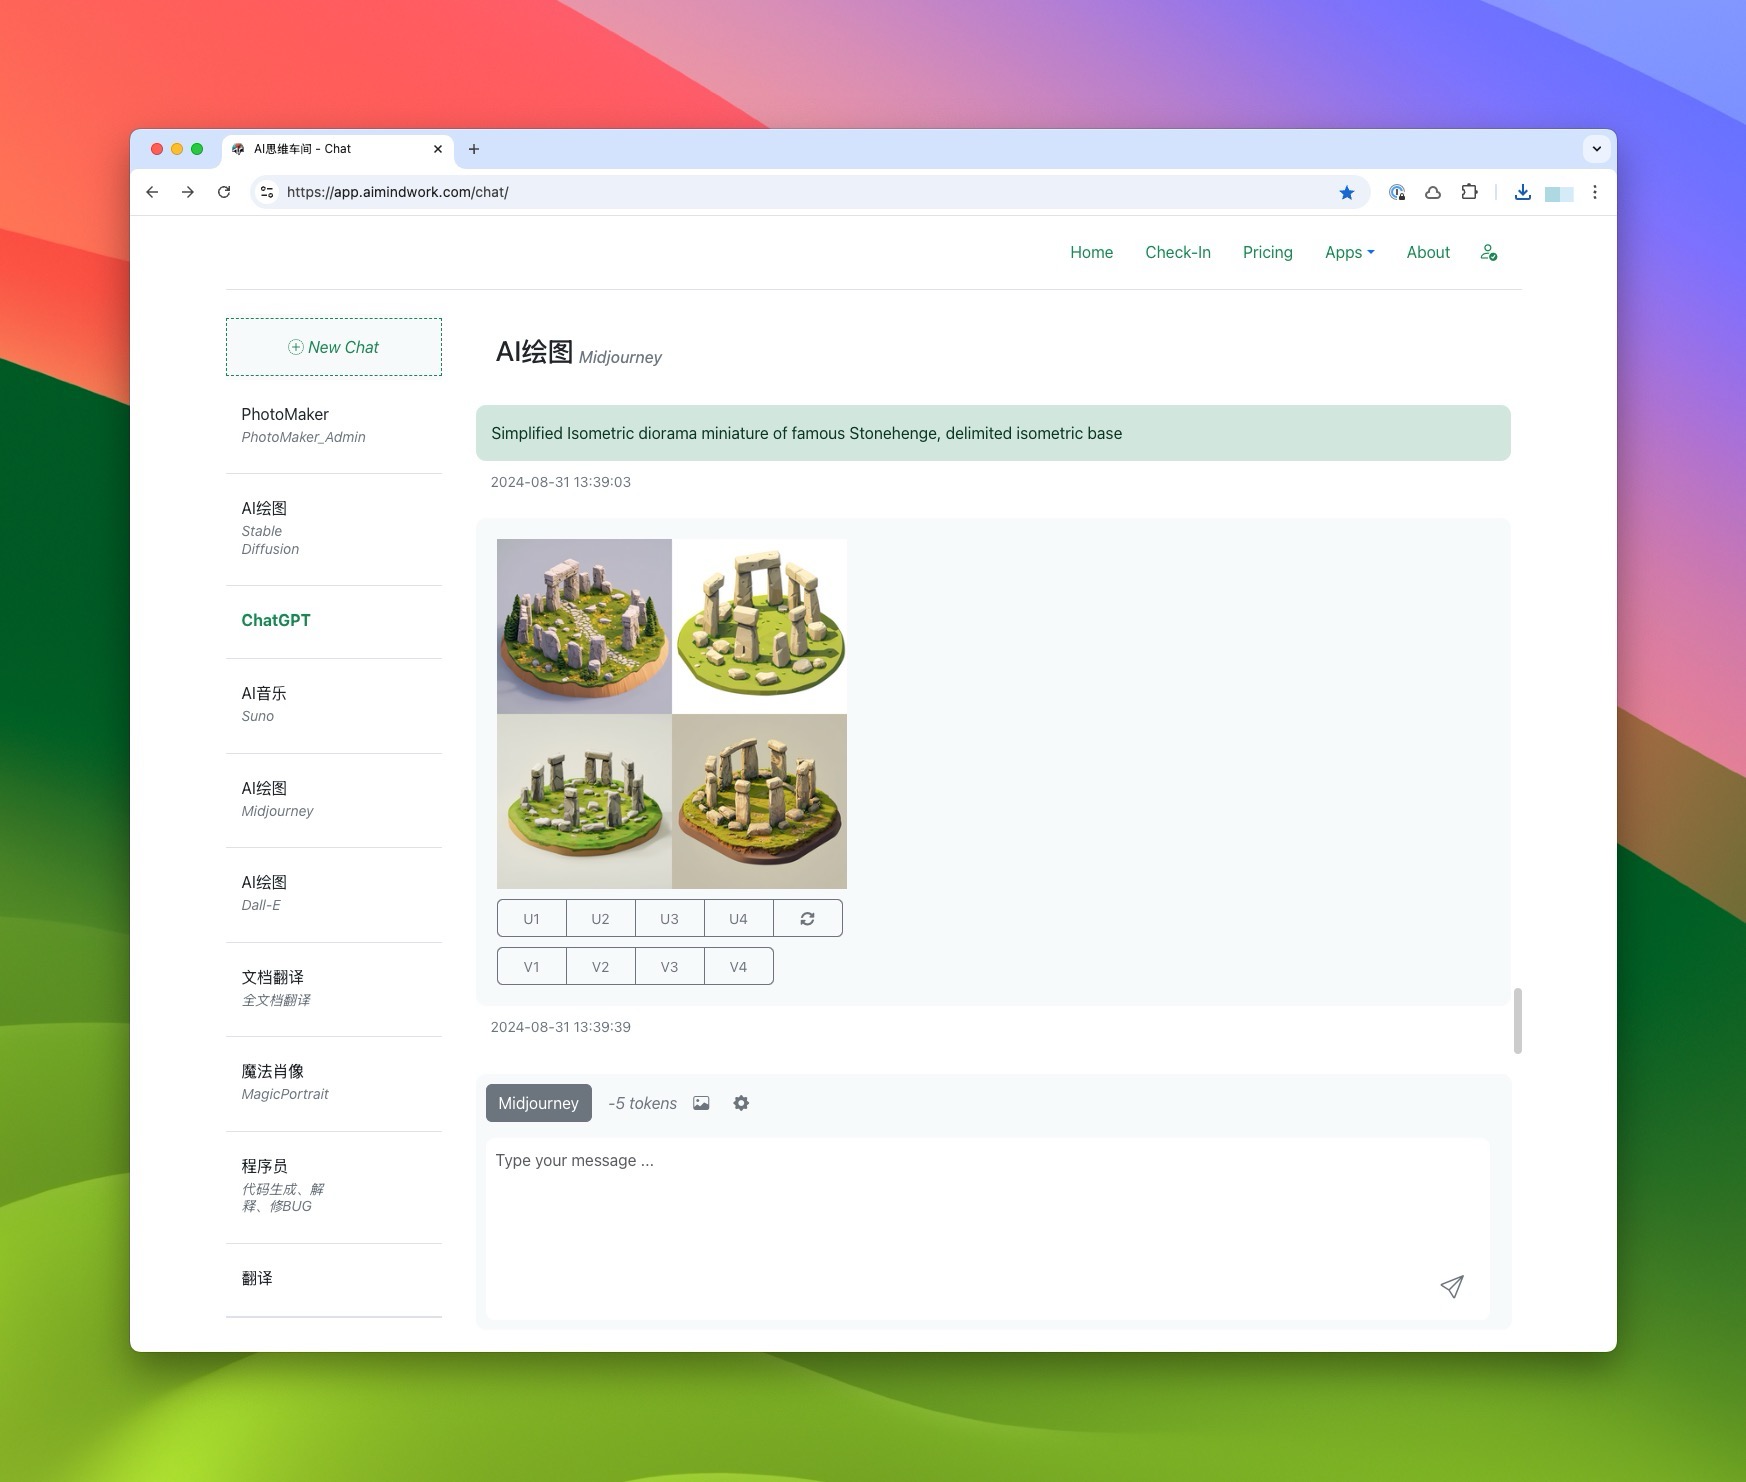 AI思维车间 - Chat
https://app.aimindwork.com/chat/
Home Check-In Pricing Apps About
New Chat
PhotoMaker
PhotoMaker_Admin
AI绘图
Stable
Diffusion
ChatGPT
AI音乐
Suno
AI绘图
Midjourney
AI绘图
Dall-E
文档翻译
全文档翻译
魔法肖像
MagicPortrait
程序员
代码生成、解
释、修BUG
翻译
AI绘图 Midjourney
Simplified Isometric diorama miniature of famous Stonehenge, delimited isometric base
2024-08-31 13:39:03
U1 U2 U3 U4
V1 V2 V3 V4
2024-08-31 13:39:39
Midjourney -5 tokens
Type your message ...